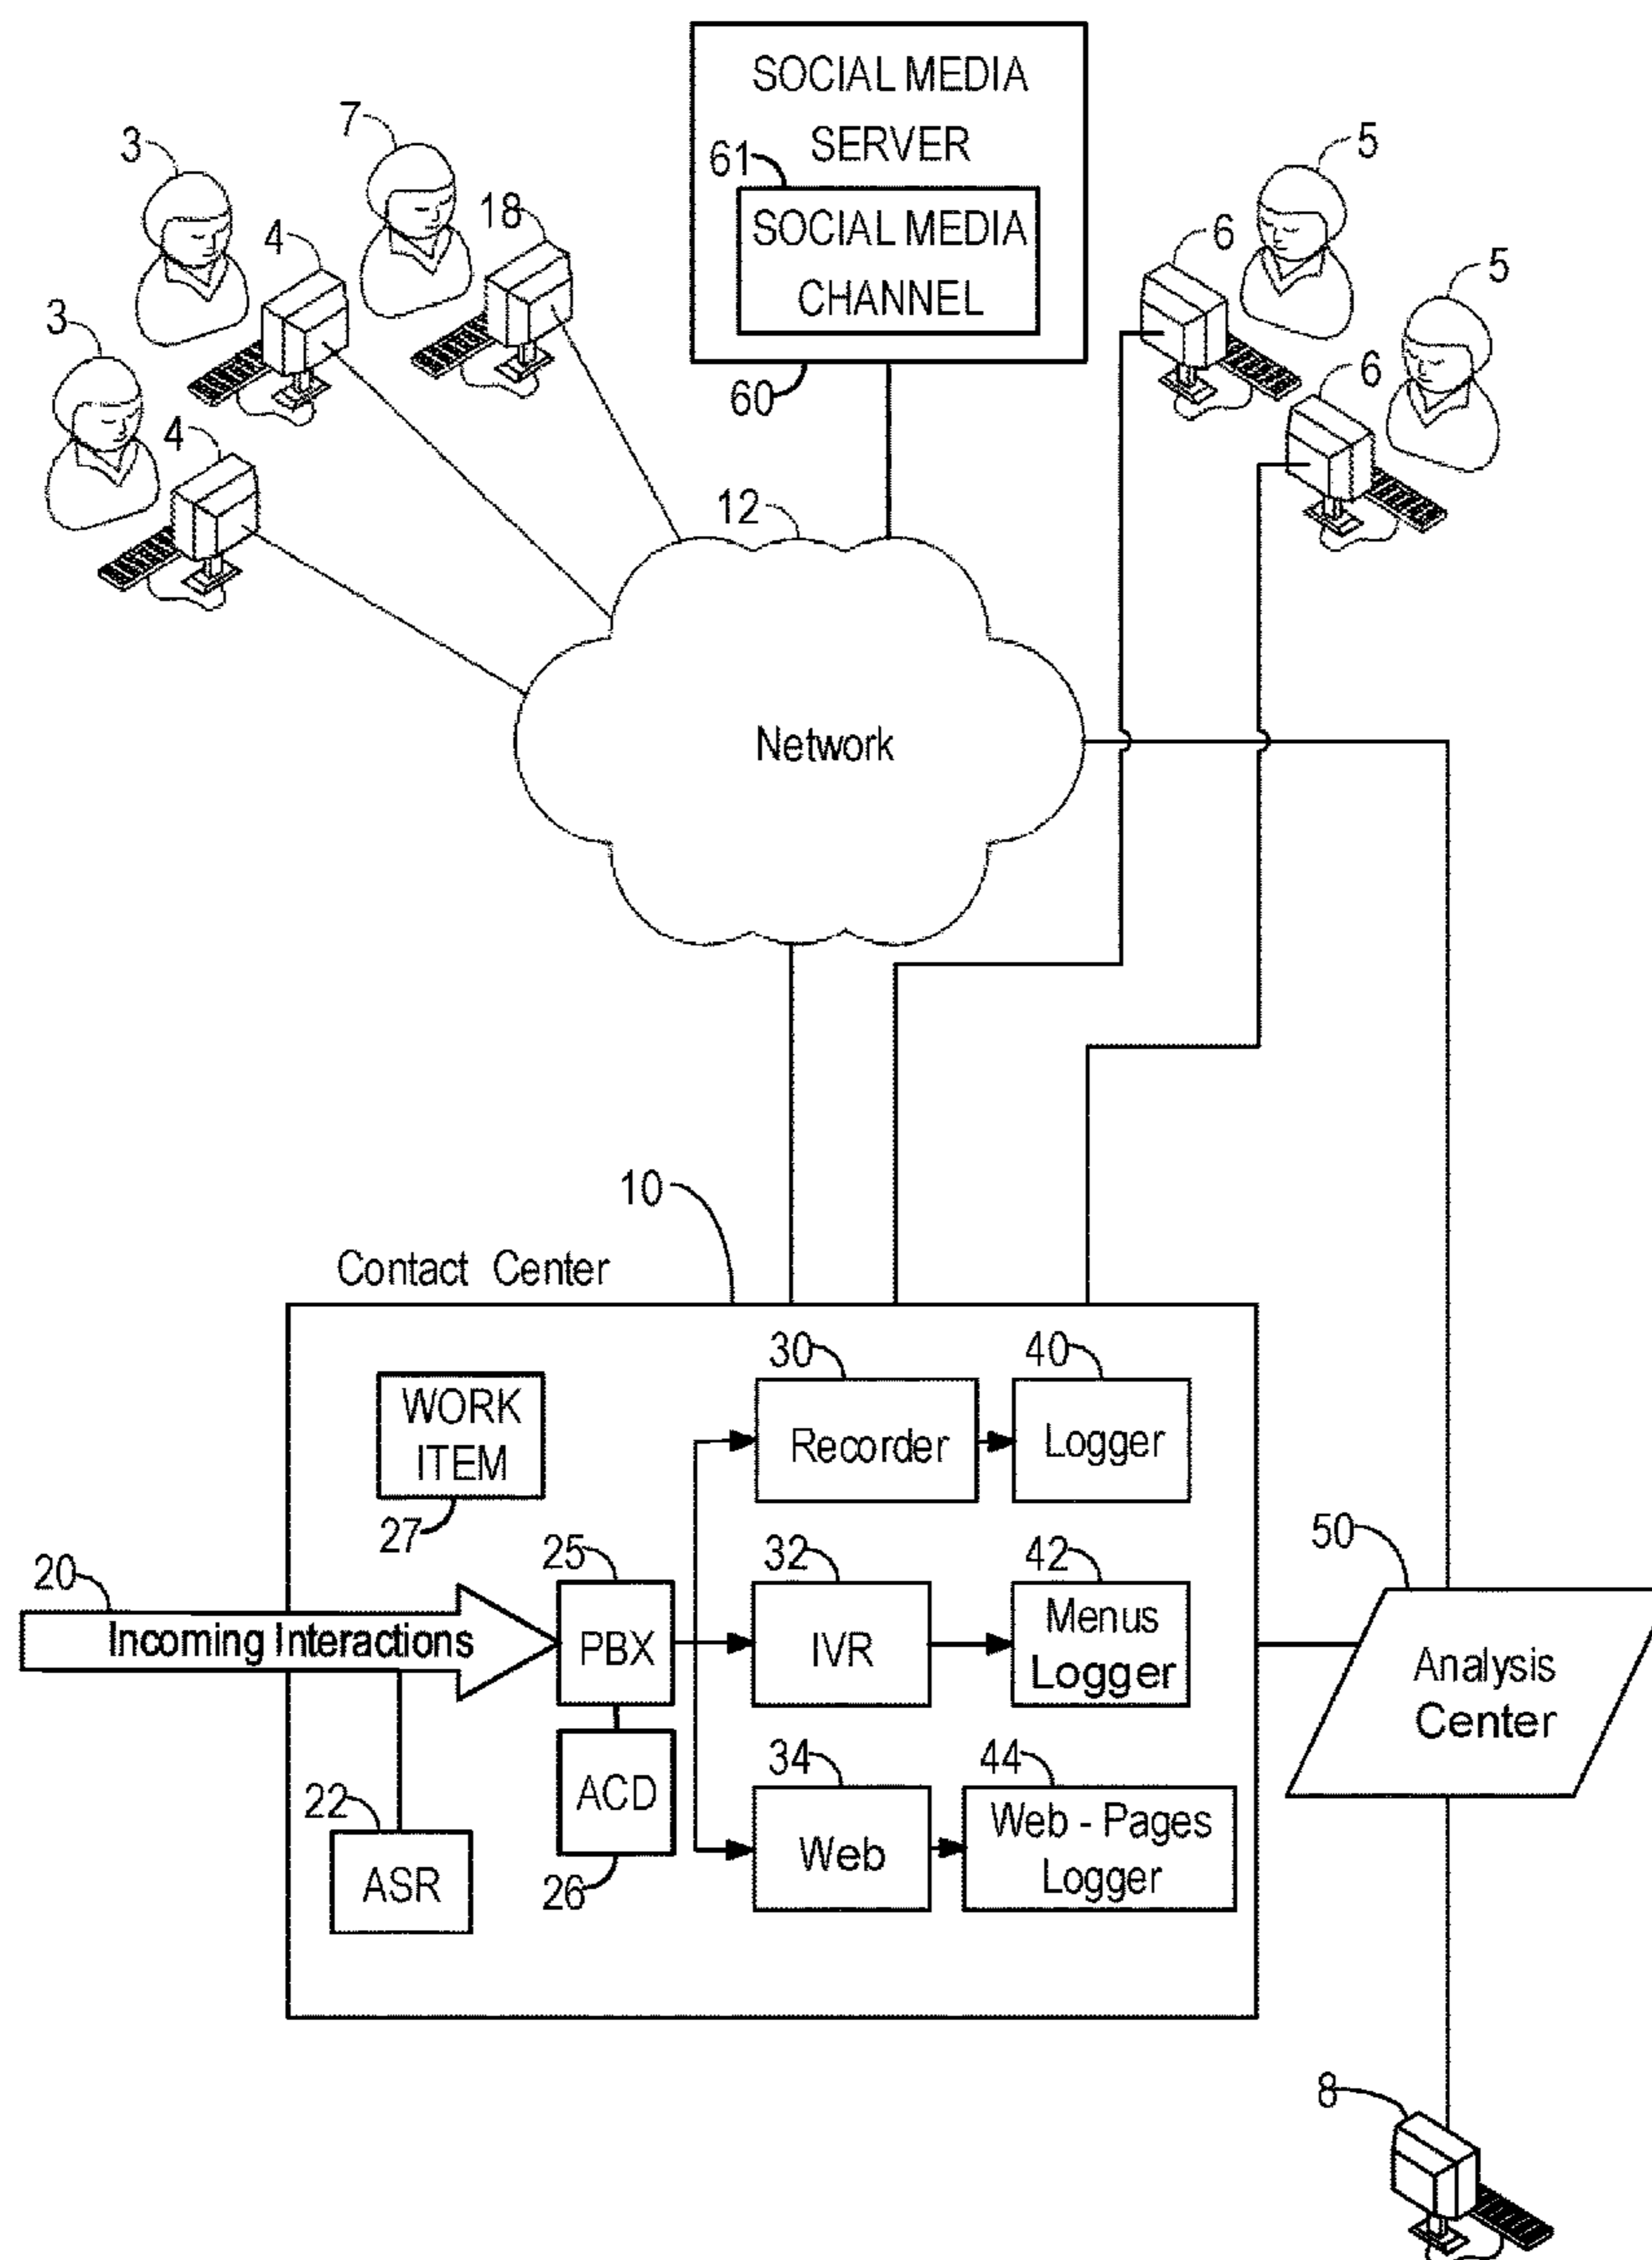 SOCIAL MEDIA
SERVER
61
SOCIAL MEDIA
CHANNEL
60
3
7
18
4
3
4
5
6
5
6
12
Network
10
Contact Center
WORK
ITEM
27
30
Recorder
40
Logger
20
Incoming Interactions
25
PBX
32
IVR
42
Menus
Logger
50
Analysis
Center
22
ASR
ACD
26
34
Web
44
Web - Pages
Logger
8